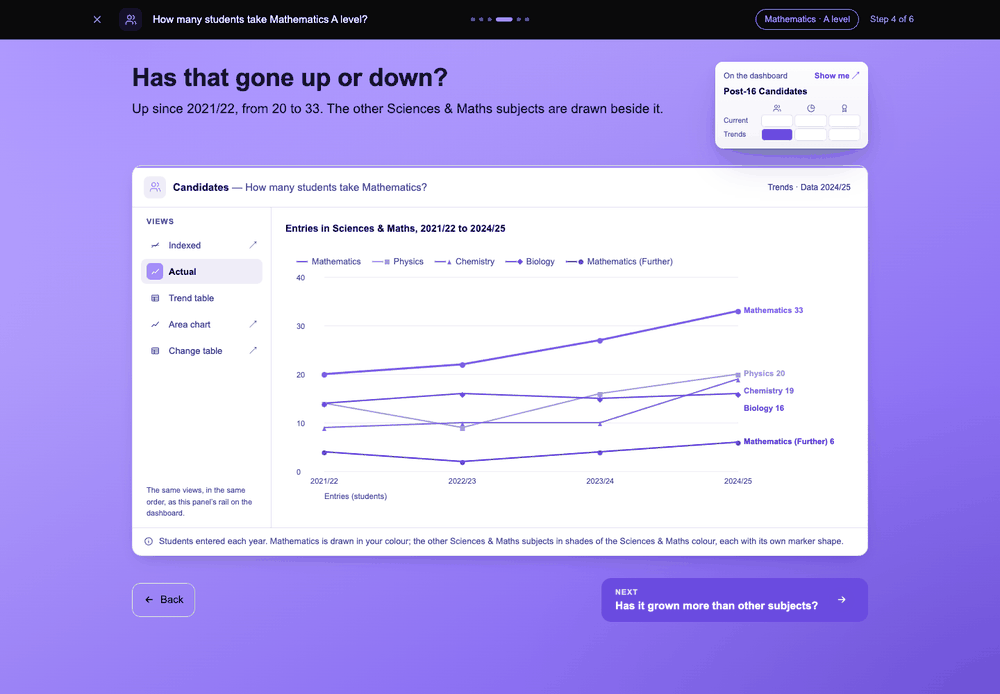 How many students take Mathematics A level?
Mathematics · A level
Step 4 of 6
Has that gone up or down?
Up since 2021/22, from 20 to 33. The other Sciences & Maths subjects are drawn beside it.
On the dashboard
Show me
Post-16 Candidates
Current
Trends
Candidates — How many students take Mathematics?
Trends · Data 2024/25
VIEWS
Indexed
Actual
Trend table
Area chart
Change table
The same views, in the same
order, as this panel's rail on the
dashboard.
Entries in Sciences & Maths, 2021/22 to 2024/25
Mathematics
Physics
Chemistry
Biology
Mathematics (Further)
40
30
20
10
0
Mathematics 33
Physics 20
Chemistry 19
Biology 16
Mathematics (Further) 6
2021/22
2022/23
2023/24
2024/25
Entries (students)
Students entered each year. Mathematics is drawn in your colour; the other Sciences & Maths subjects in shades of the Sciences & Maths colour, each with its own marker shape.
Back
NEXT
Has it grown more than other subjects?